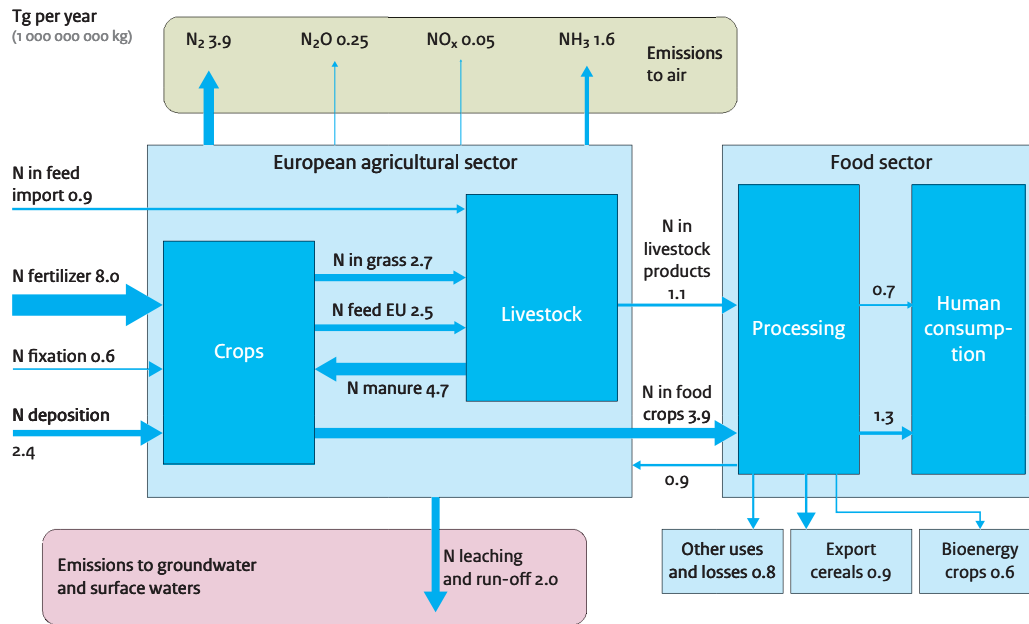 Tg per year
(1 000 000 000 kg)
N₂ 3.9
N₂O 0.25
NOₓ 0.05
NH₃ 1.6
Emissions
to air
European agricultural sector
Food sector
N in feed
import 0.9
N fertilizer 8.0
N fixation 0.6
N deposition
2.4
Crops
N in grass 2.7
N feed EU 2.5
N manure 4.7
Livestock
N in
livestock
products
1.1
N in food
crops 3.9
0.9
Processing
0.7
1.3
Human
consump-
tion
Emissions to groundwater
and surface waters
N leaching
and run-off 2.0
Other uses
and losses 0.8
Export
cereals 0.9
Bioenergy
crops 0.6